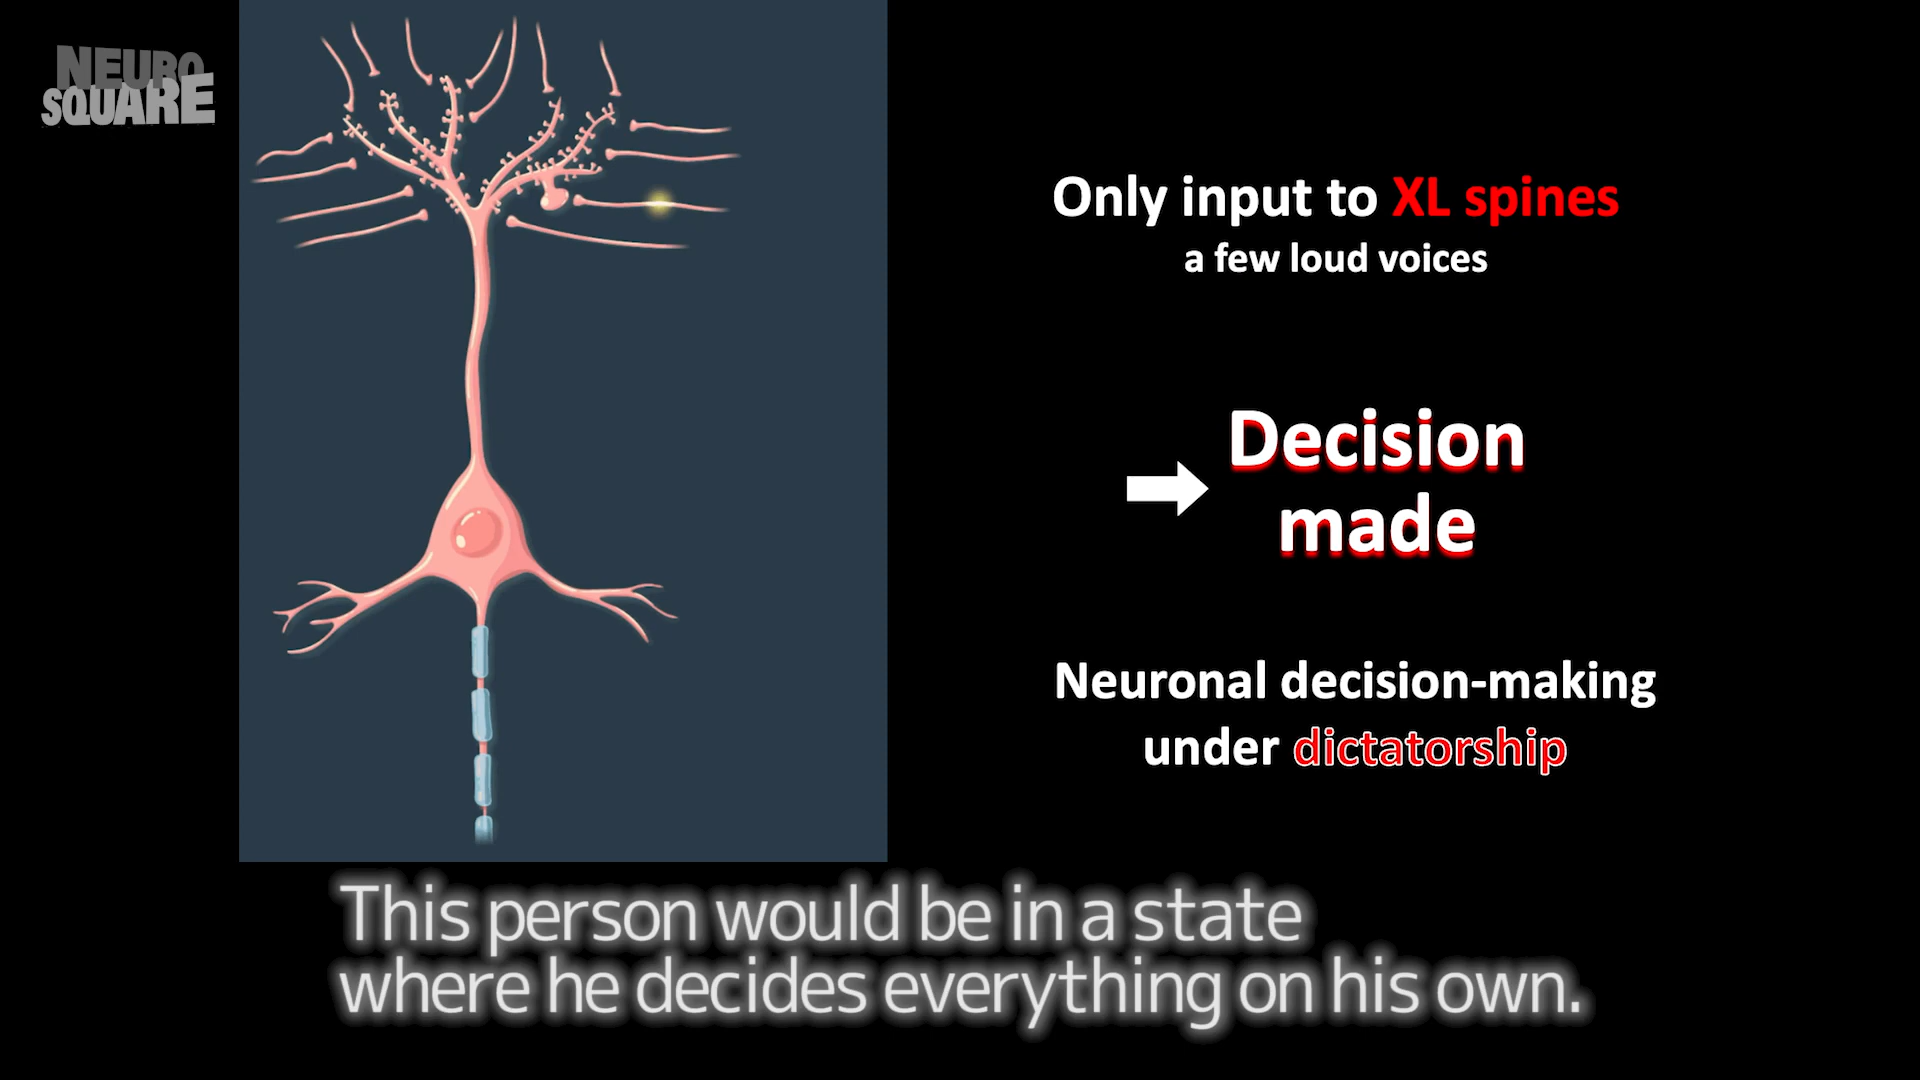 NEURO
SQUARE
Only input to XL spines
a few loud voices
Decision
made
Neuronal decision-making
under dictatorship
This person would be in a state
where he decides everything on his own.